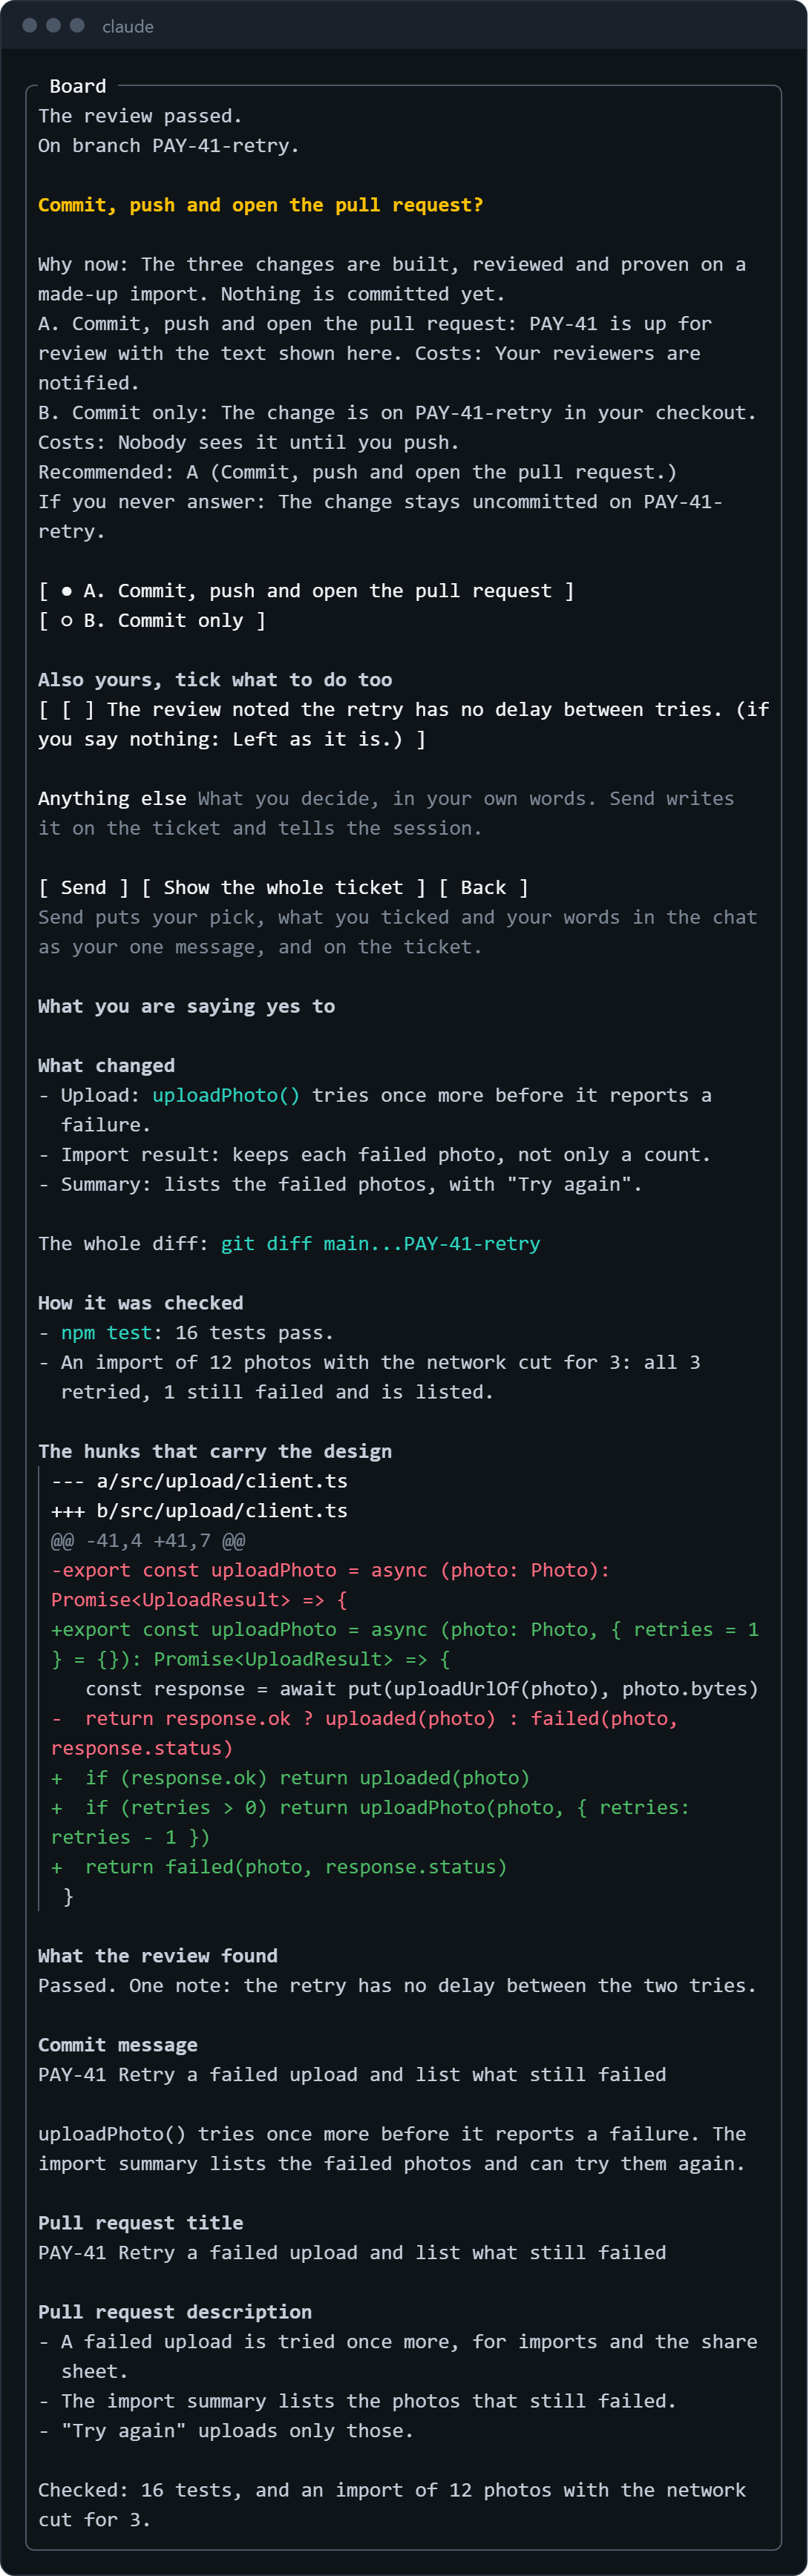 claude
Board
The review passed.
On branch PAY-41-retry.
Commit, push and open the pull request?
Why now: The three changes are built, reviewed and proven on a
made-up import. Nothing is committed yet.
A. Commit, push and open the pull request: PAY-41 is up for
review with the text shown here. Costs: Your reviewers are
notified.
B. Commit only: The change is on PAY-41-retry in your checkout.
Costs: Nobody sees it until you push.
Recommended: A (Commit, push and open the pull request.)
If you never answer: The change stays uncommitted on PAY-41-
retry.
[ ● A. Commit, push and open the pull request ]
[ ○ B. Commit only ]
Also yours, tick what to do too
[ [ ] The review noted the retry has no delay between tries. (if
you say nothing: Left as it is.) ]
Anything else What you decide, in your own words. Send writes
it on the ticket and tells the session.
[ Send ] [ Show the whole ticket ] [ Back ]
Send puts your pick, what you ticked and your words in the chat
as your one message, and on the ticket.
What you are saying yes to
What changed
- Upload: uploadPhoto() tries once more before it reports a
failure.
- Import result: keeps each failed photo, not only a count.
- Summary: lists the failed photos, with "Try again".
The whole diff: git diff main...PAY-41-retry
How it was checked
- npm test: 16 tests pass.
- An import of 12 photos with the network cut for 3: all 3
retried, 1 still failed and is listed.
The hunks that carry the design
--- a/src/upload/client.ts
+++ b/src/upload/client.ts
@@ -41,4 +41,7 @@
-export const uploadPhoto = async (photo: Photo):
Promise<UploadResult> => {
+export const uploadPhoto = async (photo: Photo, { retries = 1
} = {}): Promise<UploadResult> => {
const response = await put(uploadUrlOf(photo), photo.bytes)
-  return response.ok ? uploaded(photo) : failed(photo,
response.status)
+  if (response.ok) return uploaded(photo)
+  if (retries > 0) return uploadPhoto(photo, { retries:
retries - 1 })
+  return failed(photo, response.status)
}
What the review found
Passed. One note: the retry has no delay between the two tries.
Commit message
PAY-41 Retry a failed upload and list what still failed
uploadPhoto() tries once more before it reports a failure. The
import summary lists the failed photos and can try them again.
Pull request title
PAY-41 Retry a failed upload and list what still failed
Pull request description
- A failed upload is tried once more, for imports and the share
sheet.
- The import summary lists the photos that still failed.
- "Try again" uploads only those.
Checked: 16 tests, and an import of 12 photos with the network
cut for 3.